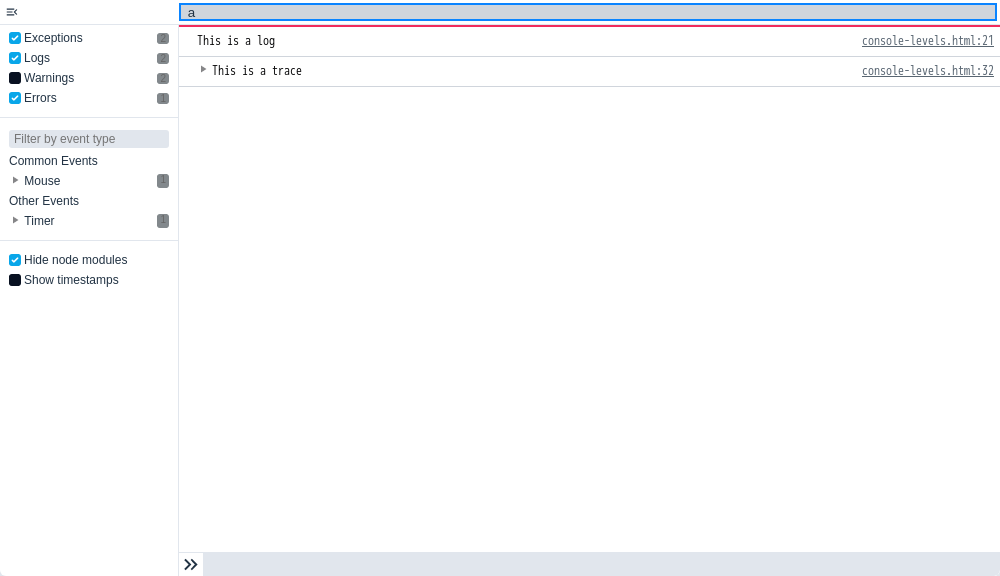 a
Exceptions 2
Logs 2
Warnings 2
Errors 1
Filter by event type
Common Events
Mouse 1
Other Events
Timer 1
Hide node modules
Show timestamps
This is a log console-levels.html:21
This is a trace console-levels.html:32